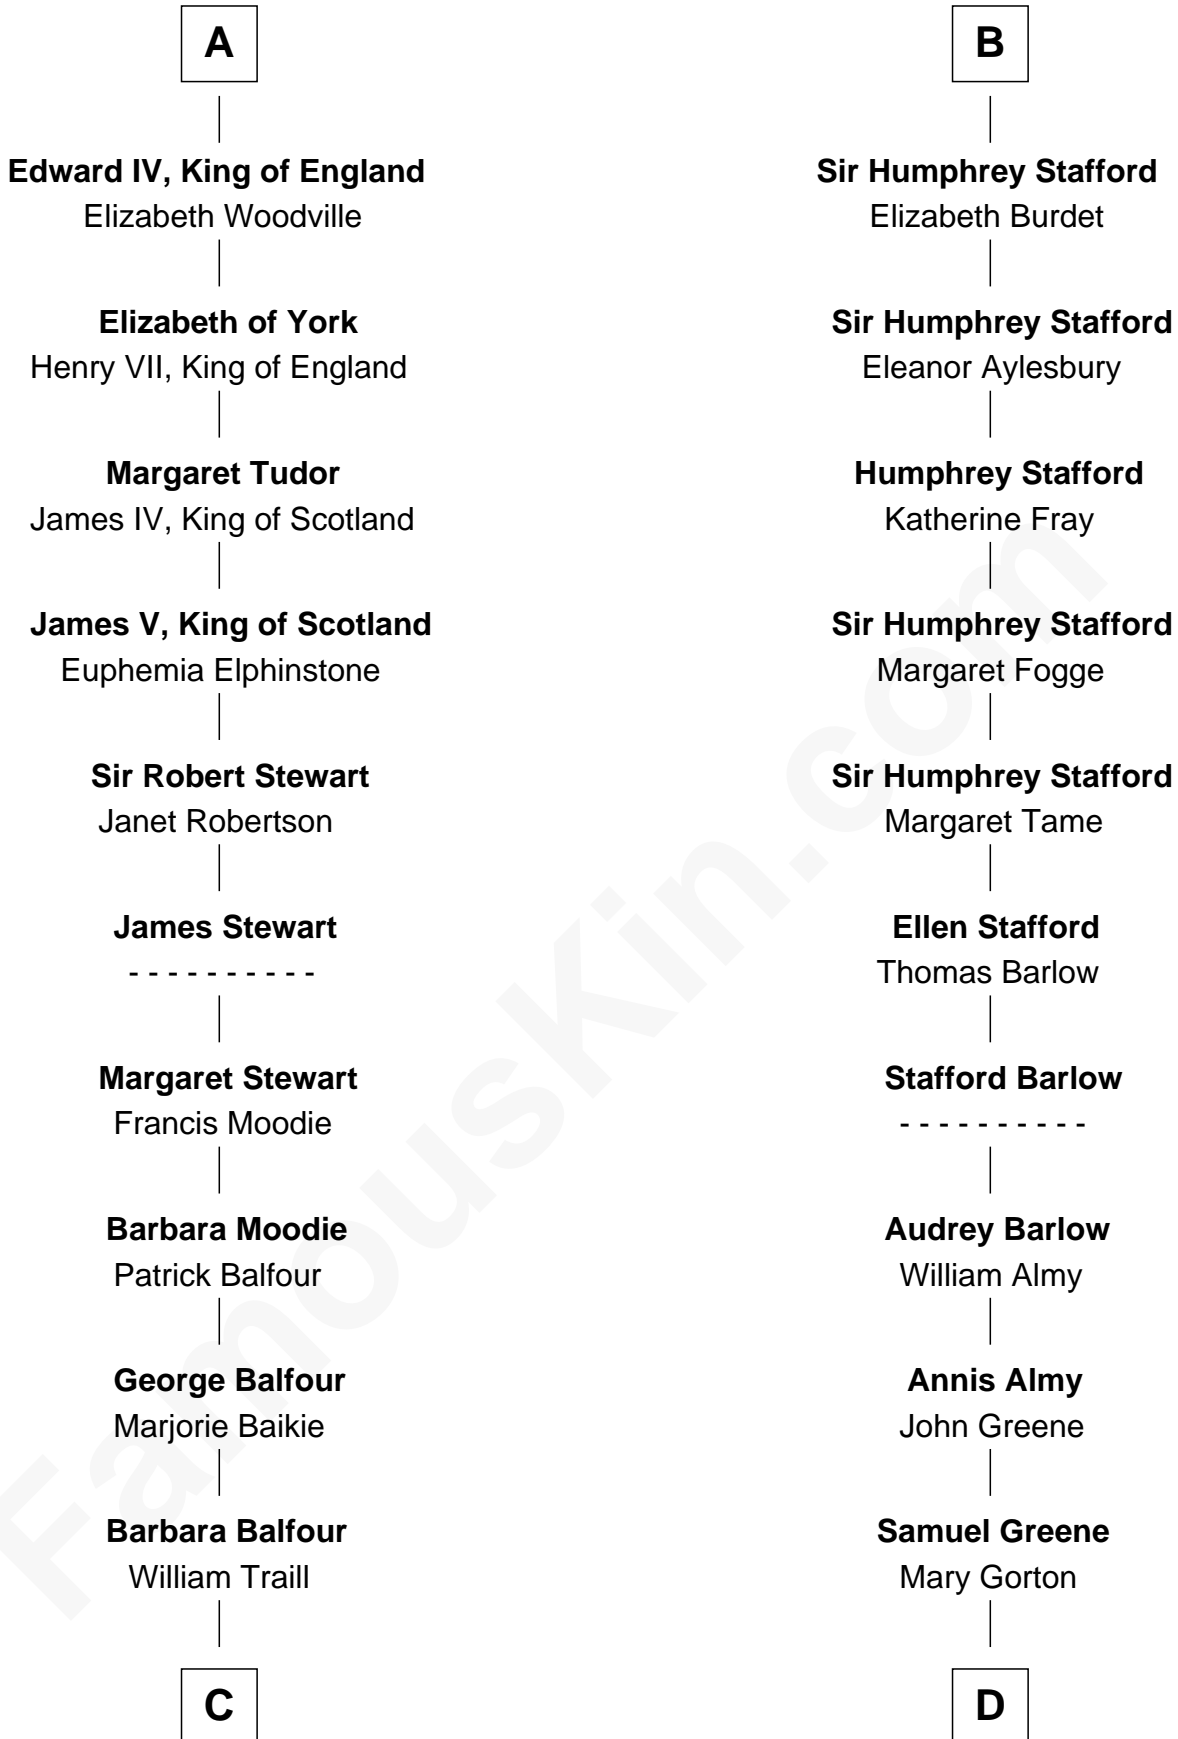 A
Edward IV, King of England
Elizabeth Woodville
Elizabeth of York
Henry VII, King of England
Margaret Tudor
James IV, King of Scotland
James V, King of Scotland
Euphemia Elphinstone
Sir Robert Stewart
Janet Robertson
James Stewart
- - - - - - - - - -
Margaret Stewart
Francis Moodie
Barbara Moodie
Patrick Balfour
George Balfour
Marjorie Baikie
Barbara Balfour
William Traill
C
B
Sir Humphrey Stafford
Elizabeth Burdet
Sir Humphrey Stafford
Eleanor Aylesbury
Humphrey Stafford
Katherine Fray
Sir Humphrey Stafford
Margaret Fogge
Sir Humphrey Stafford
Margaret Tame
Ellen Stafford
Thomas Barlow
Stafford Barlow
- - - - - - - - - -
Audrey Barlow
William Almy
Annis Almy
John Greene
Samuel Greene
Mary Gorton
D
FamousKin.com